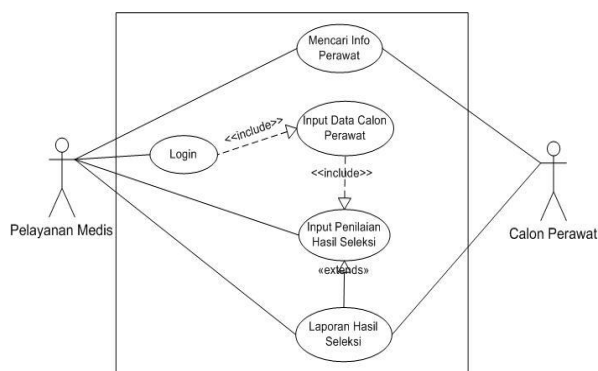 Mencari Info
Perawat
<<include>>
Input Data Calon
Perawat
Login
<<include>>
Pelayanan Medis
Calon Perawat
Input Penilaian
Hasil Seleksi
«extends»
Laporan Hasil
Seleksi